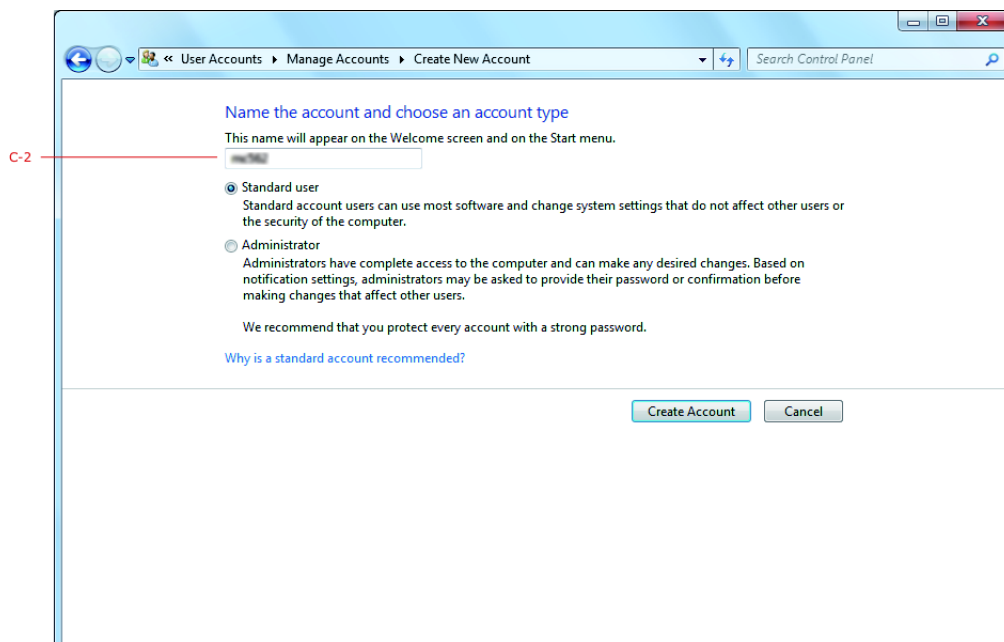 « User Accounts ▸ Manage Accounts ▸ Create New Account
Search Control Panel
Name the account and choose an account type
This name will appear on the Welcome screen and on the Start menu.
C-2
Standard user
Standard account users can use most software and change system settings that do not affect other users or
the security of the computer.
Administrator
Administrators have complete access to the computer and can make any desired changes. Based on
notification settings, administrators may be asked to provide their password or confirmation before
making changes that affect other users.
We recommend that you protect every account with a strong password.
Why is a standard account recommended?
Create Account
Cancel